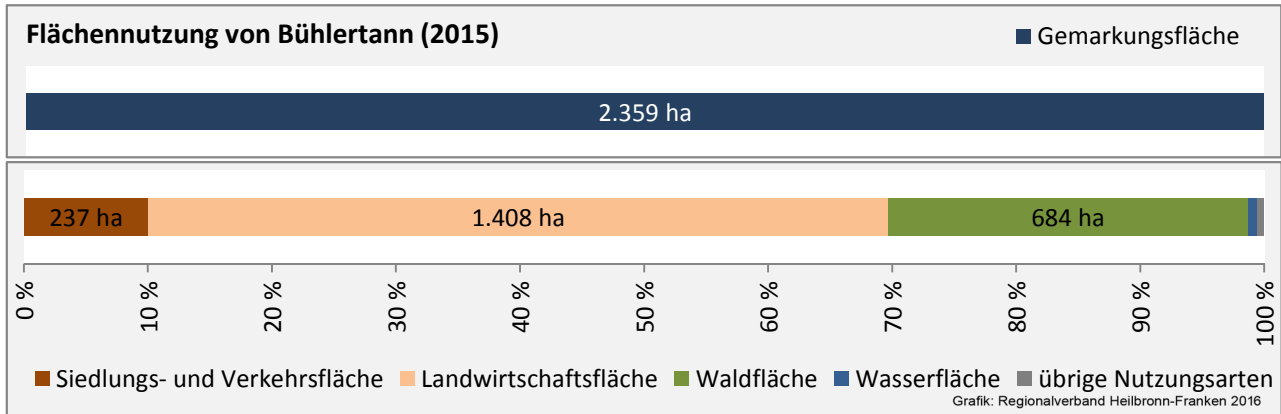 Flächennutzung von Bühlertann (2015)
Gemarkungsfläche
2.359 ha
237 ha 1.408 ha 684 ha
0 % 10 % 20 % 30 % 40 % 50 % 60 % 70 % 80 % 90 % 100 %
Siedlungs- und Verkehrsfläche Landwirtschaftsfläche Waldfläche Wasserfläche übrige Nutzungsarten
Grafik: Regionalverband Heilbronn-Franken 2016